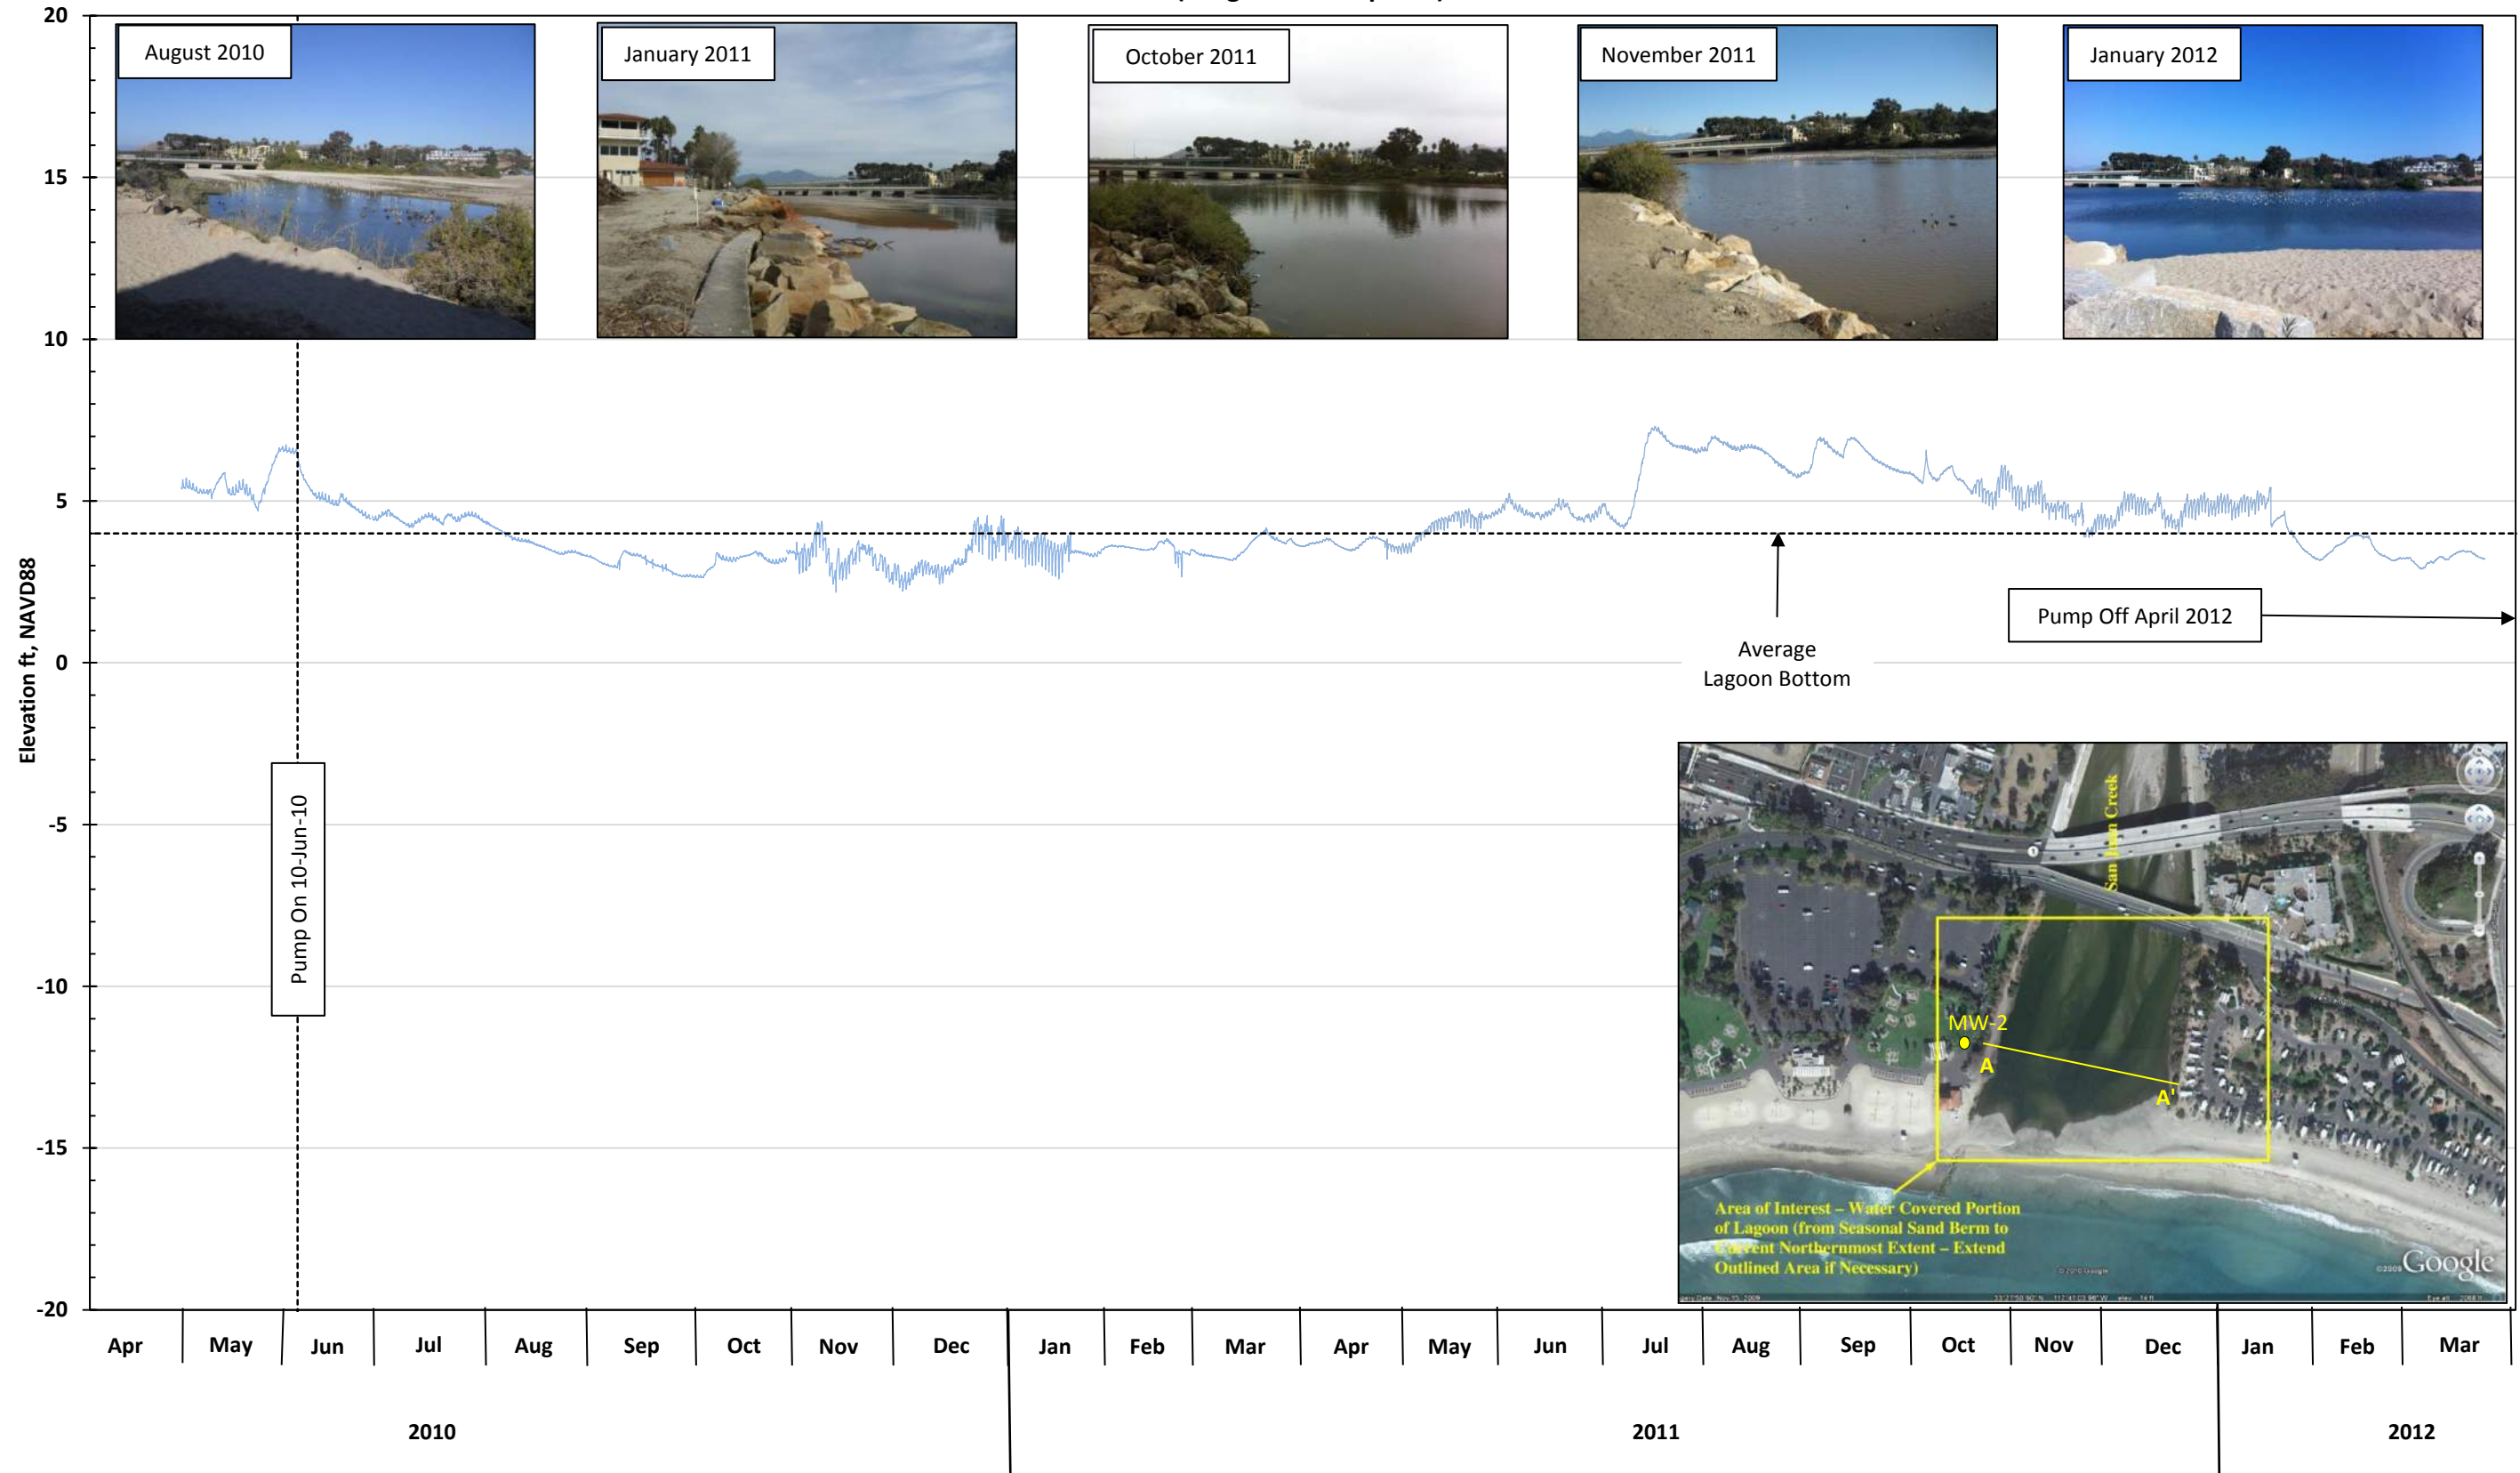 20
15
10
5
0
-5
-10
-15
-20
Elevation ft, NAVD88
August 2010
January 2011
October 2011
November 2011
January 2012
Pump On 10-Jun-10
Average
Lagoon Bottom
Pump Off April 2012
San Juan Creek
1
MW-2
A
A'
Area of Interest – Water Covered Portion
of Lagoon (from Seasonal Sand Berm to
Current Northernmost Extent – Extend
Outlined Area if Necessary)
©2010 Google
©2009 Google
Apr May Jun Jul Aug Sep Oct Nov Dec Jan Feb Mar Apr May Jun Jul Aug Sep Oct Nov Dec Jan Feb Mar
2010 2011 2012